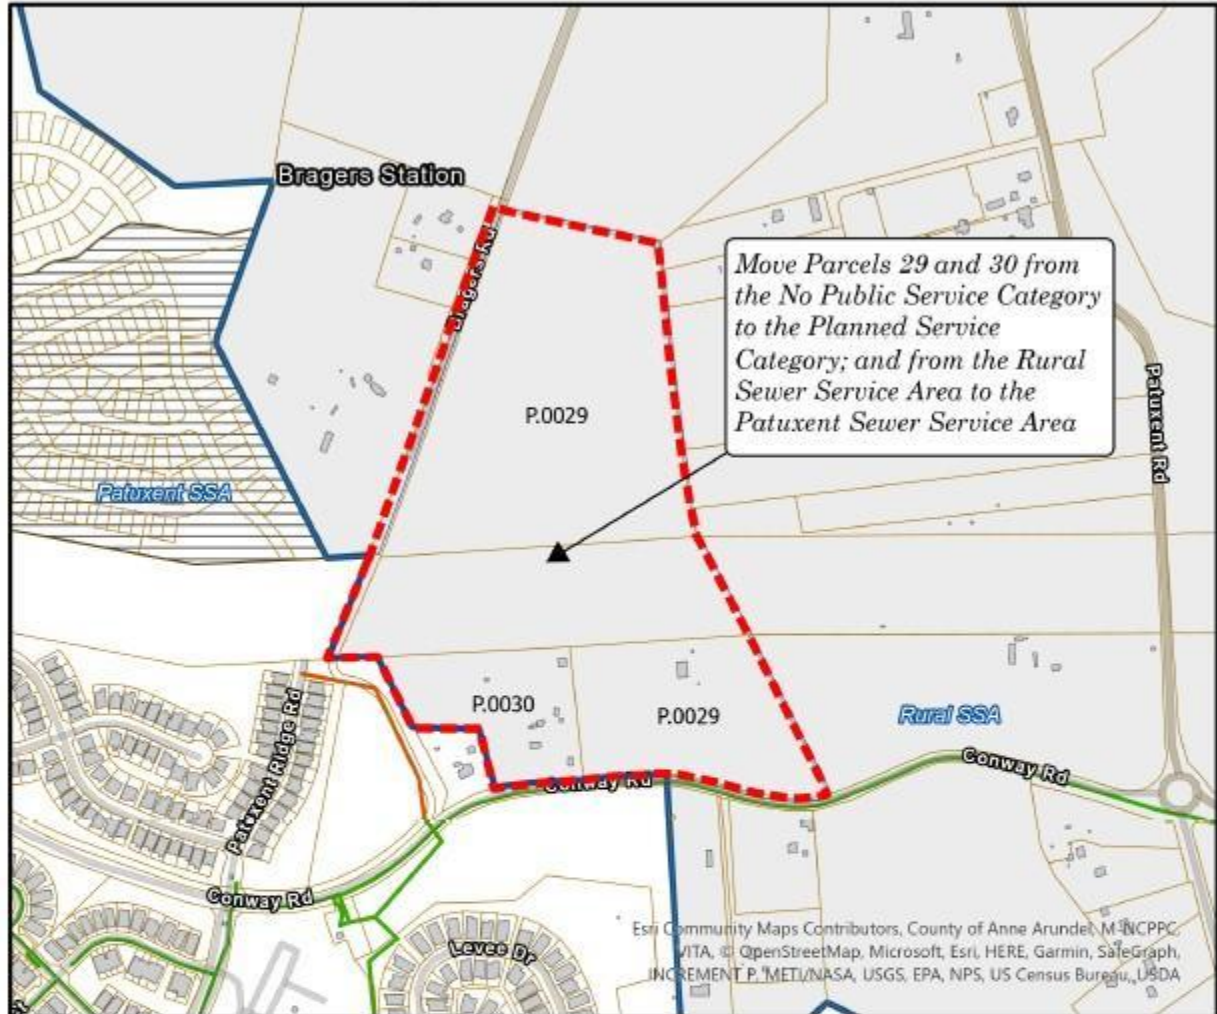 Bragers Station
Bragers Rd
Move Parcels 29 and 30 from
the No Public Service Category
to the Planned Service
Category; and from the Rural
Sewer Service Area to the
Patuxent Sewer Service Area
Patuxent Rd
P.0029
Patuxent SSA
P.0030
P.0029
Rural SSA
Patuxent Ridge Rd
Conway Rd
Conway Rd
Conway Rd
Levee Dr
Esri Community Maps Contributors, County of Anne Arundel, M-NCPPC,
VITA, © OpenStreetMap, Microsoft, Esri, HERE, Garmin, SafeGraph,
INCREMENT P, METI/NASA, USGS, EPA, NPS, US Census Bureau, USDA